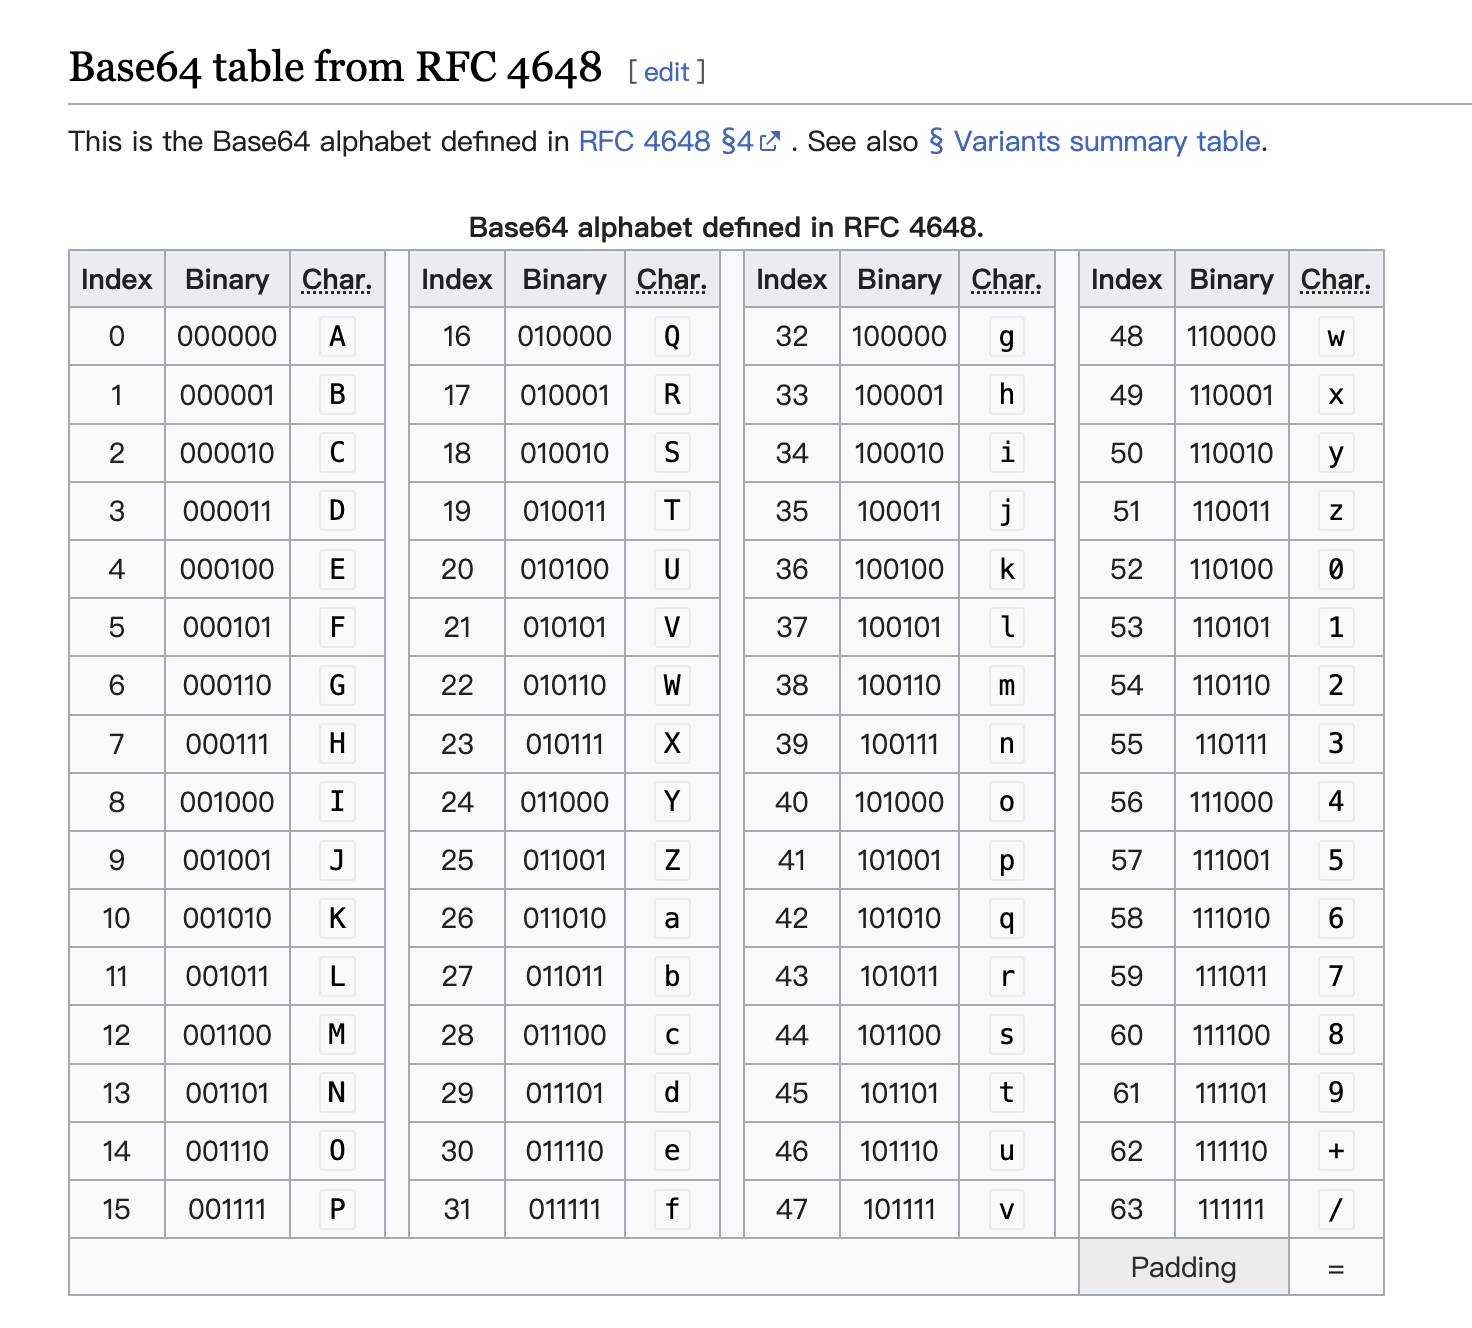 Base64 table from RFC 4648 [ edit ]
This is the Base64 alphabet defined in RFC 4648 §4 . See also § Variants summary table.
Base64 alphabet defined in RFC 4648.
Index Binary Char. Index Binary Char. Index Binary Char. Index Binary Char.
0 000000 A 16 010000 Q 32 100000 g 48 110000 w
1 000001 B 17 010001 R 33 100001 h 49 110001 x
2 000010 C 18 010010 S 34 100010 i 50 110010 y
3 000011 D 19 010011 T 35 100011 j 51 110011 z
4 000100 E 20 010100 U 36 100100 k 52 110100 0
5 000101 F 21 010101 V 37 100101 l 53 110101 1
6 000110 G 22 010110 W 38 100110 m 54 110110 2
7 000111 H 23 010111 X 39 100111 n 55 110111 3
8 001000 I 24 011000 Y 40 101000 o 56 111000 4
9 001001 J 25 011001 Z 41 101001 p 57 111001 5
10 001010 K 26 011010 a 42 101010 q 58 111010 6
11 001011 L 27 011011 b 43 101011 r 59 111011 7
12 001100 M 28 011100 c 44 101100 s 60 111100 8
13 001101 N 29 011101 d 45 101101 t 61 111101 9
14 001110 O 30 011110 e 46 101110 u 62 111110 +
15 001111 P 31 011111 f 47 101111 v 63 111111 /
Padding =